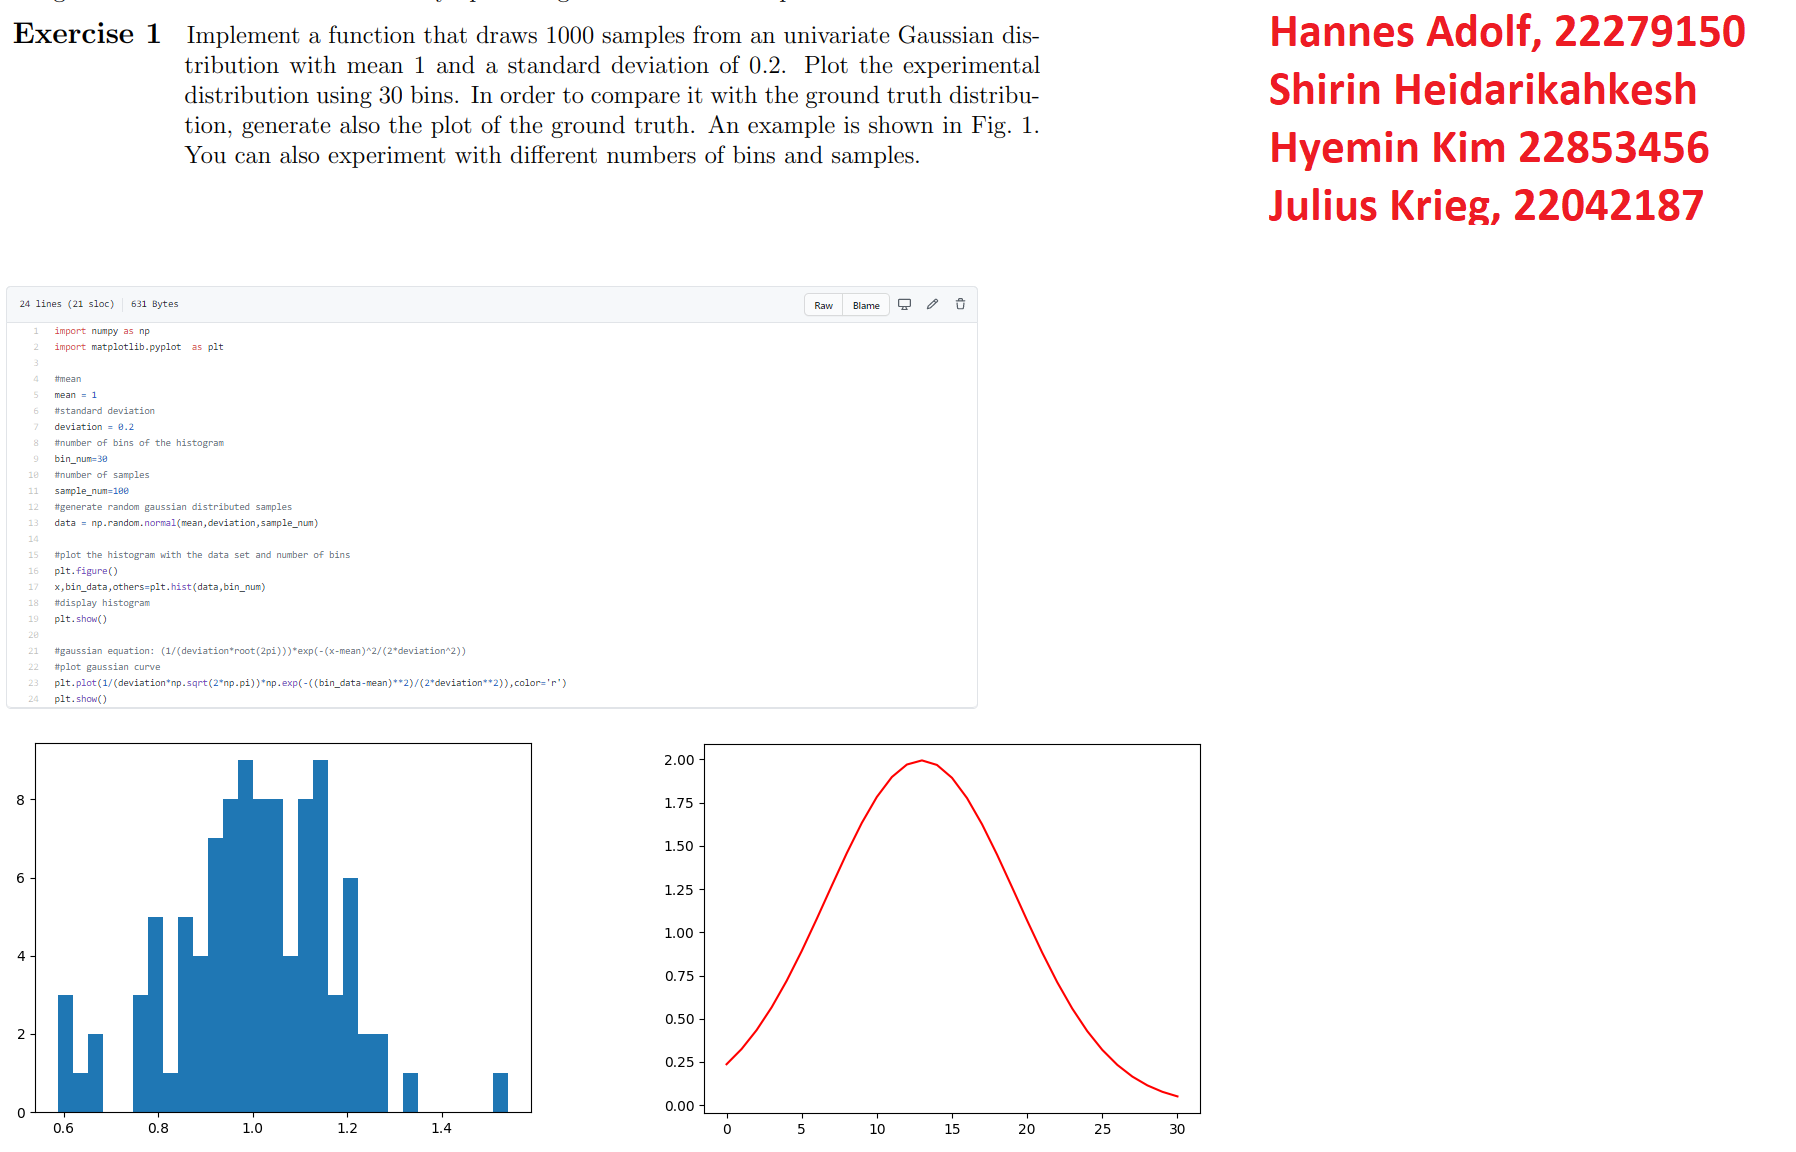 Exercise 1 Implement a function that draws 1000 samples from an univariate Gaussian dis-
tribution with mean 1 and a standard deviation of 0.2. Plot the experimental
distribution using 30 bins. In order to compare it with the ground truth distribu-
tion, generate also the plot of the ground truth. An example is shown in Fig. 1.
You can also experiment with different numbers of bins and samples.
Hannes Adolf, 22279150
Shirin Heidarikahkesh
Hyemin Kim 22853456
Julius Krieg, 22042187
24 lines (21 sloc) 631 Bytes
Raw Blame
1 import numpy as np
2 import matplotlib.pyplot as plt
3
4 #mean
5 mean = 1
6 #standard deviation
7 deviation = 0.2
8 #number of bins of the histogram
9 bin_num=30
10 #number of samples
11 sample_num=100
12 #generate random gaussian distributed samples
13 data = np.random.normal(mean,deviation,sample_num)
14
15 #plot the histogram with the data set and number of bins
16 plt.figure()
17 x,bin_data,others=plt.hist(data,bin_num)
18 #display histogram
19 plt.show()
20
21 #gaussian equation: (1/(deviation*root(2pi)))*exp(-(x-mean)^2/(2*deviation^2))
22 #plot gaussian curve
23 plt.plot(1/(deviation*np.sqrt(2*np.pi))*np.exp(-((bin_data-mean)**2)/(2*deviation**2)),color='r')
24 plt.show()
8
6
4
2
0
0.6 0.8 1.0 1.2 1.4
2.00
1.75
1.50
1.25
1.00
0.75
0.50
0.25
0.00
0 5 10 15 20 25 30